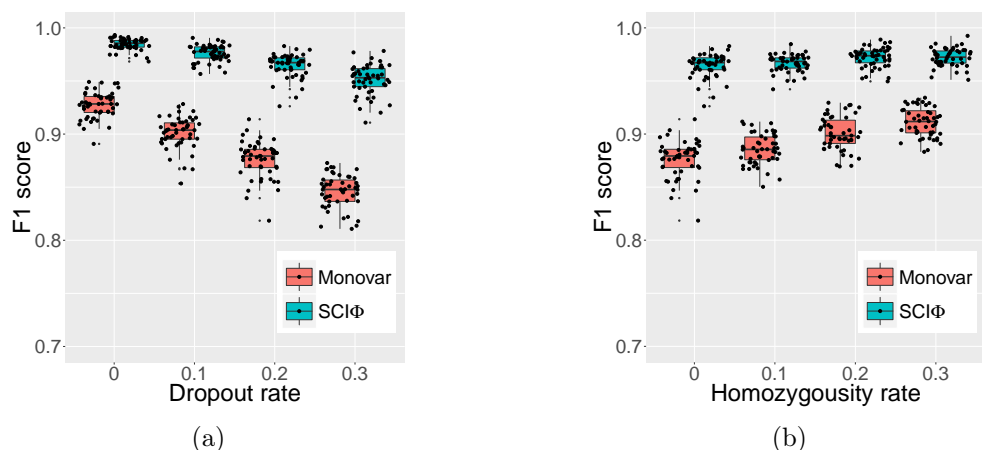 1.0
0.9
0.8
0.7
F1 score
Monovar
SCIΦ
0 0.1 0.2 0.3
Dropout rate
(a)
1.0
0.9
0.8
0.7
F1 score
Monovar
SCIΦ
0 0.1 0.2 0.3
Homozygousity rate
(b)